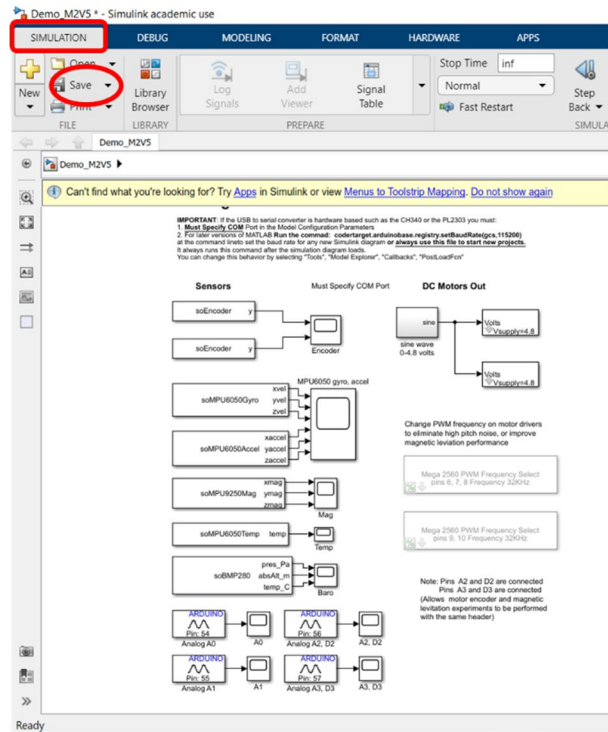 Demo_M2V5 * - Simulink academic use
SIMULATION DEBUG MODELING FORMAT HARDWARE APPS
New
Open
Save
Print
Library Browser
Log Signals
Add Viewer
Signal Table
Stop Time inf
Normal
Fast Restart
Step Back
FILE LIBRARY PREPARE SIMULA
Demo_M2V5
Demo_M2V5
Can't find what you're looking for? Try Apps in Simulink or view Menus to Toolstrip Mapping. Do not show again
IMPORTANT: If the USB to serial converter is hardware based such as the CH340 or the PL2303 you must:
1. Must Specify COM Port in the Model Configuration Parameters
2. For later versions of MATLAB Run the commad: codertarget.arduinobase.registry.setBaudRate(gcs,115200)
at the command lineto set the baud rate for any new Simulink diagram or always use this file to start new projects.
It always runs this command after the simulation diagram loads.
You can change this behavior by selecting "Tools", "Model Explorer", "Callbacks", "PostLoadFcn"
Sensors Must Specify COM Port DC Motors Out
soEncoder y
soEncoder y
Encoder
sine
sine wave
0-4.8 volts
Volts
Vsupply=4.8
Volts
Vsupply=4.8
MPU6050 gyro, accel
soMPU6050Gyro
xvel
yvel
zvel
soMPU6050Accel
xaccel
yaccel
zaccel
Change PWM frequency on motor drivers
to eliminate high pitch noise, or improve
magnetic leviation performance
Mega 2560 PWM Frequency Select
pins 6, 7, 8 Frequency 32KHz
soMPU9250Mag
xmag
ymag
zmag
Mag
Mega 2560 PWM Frequency Select
pins 9, 10 Frequency 32KHz
soMPU6050Temp temp
Temp
soBMP280
pres_Pa
absAlt_m
temp_C
Baro
Note: Pins A2 and D2 are connected
Pins A3 and D3 are connected
(Allows motor encoder and magnetic
levitation experiments to be performed
with the same header)
ARDUINO
Pin: 54
Analog A0
A0
ARDUINO
Pin: 56
Analog A2, D2
A2, D2
ARDUINO
Pin: 55
Analog A1
A1
ARDUINO
Pin: 57
Analog A3, D3
A3, D3
Ready